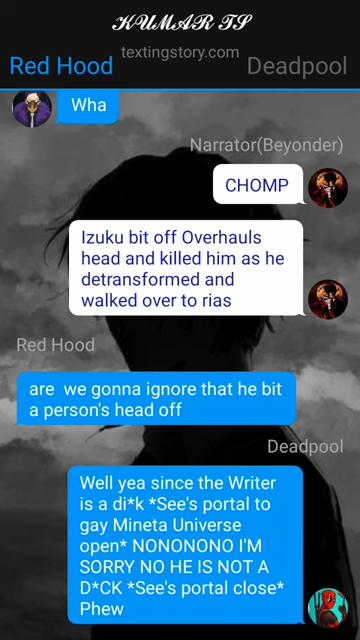 𝓚𝓤𝓜𝓐𝓡 𝓣𝓢
textingstory.com
Red Hood
Deadpool
Wha
Narrator(Beyonder)
CHOMP
Izuku bit off Overhauls
head and killed him as he
detransformed and
walked over to rias
Red Hood
are  we gonna ignore that he bit
a person's head off
Deadpool
Well yea since the Writer
is a di*k *See's portal to
gay Mineta Universe
open* NONONONO I'M
SORRY NO HE IS NOT A
D*CK *See's portal close*
Phew